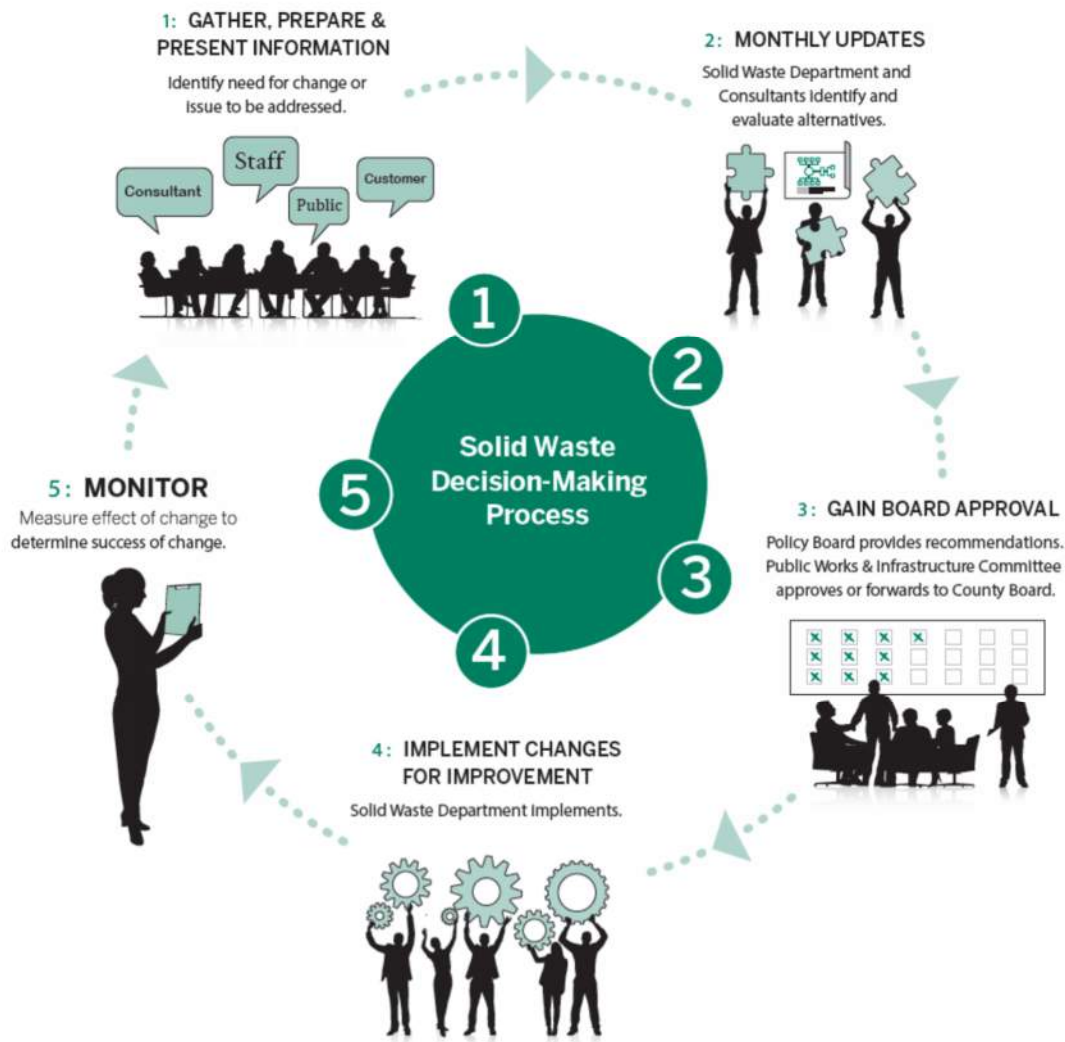 1: GATHER, PREPARE &
PRESENT INFORMATION
Identify need for change or
issue to be addressed.
Consultant
Staff
Public
Customer
2: MONTHLY UPDATES
Solid Waste Department and
Consultants Identify and
evaluate alternatives.
1
2
3
4
5
Solid Waste
Decision-Making
Process
3: GAIN BOARD APPROVAL
Policy Board provides recommendations.
Public Works & Infrastructure Committee
approves or forwards to County Board.
4: IMPLEMENT CHANGES
FOR IMPROVEMENT
Solid Waste Department Implements.
5: MONITOR
Measure effect of change to
determine success of change.